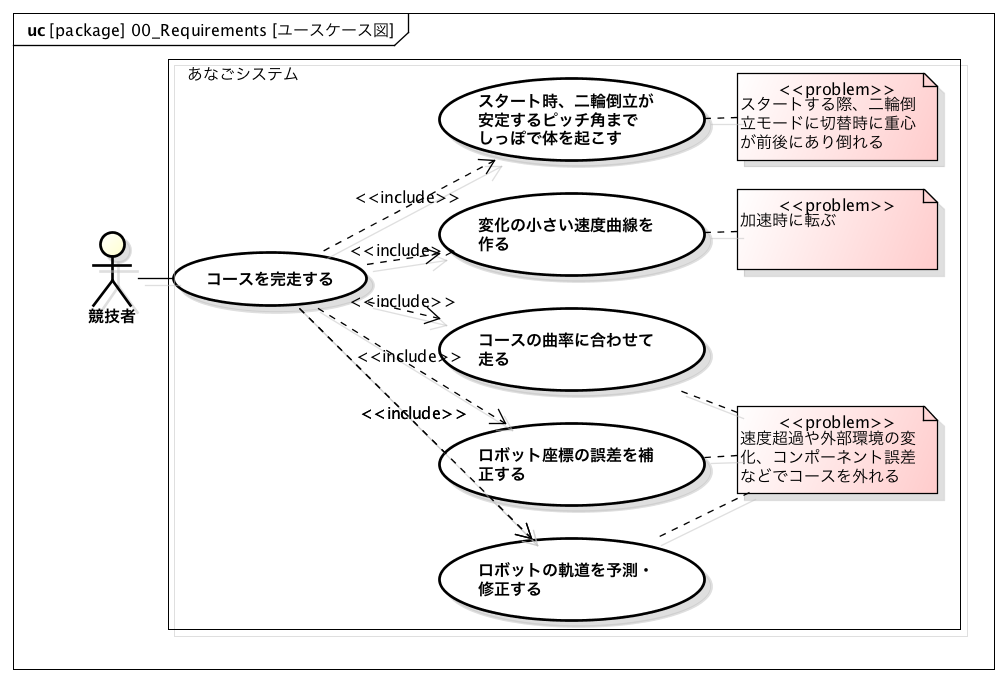 uc [package] 00_Requirements [ユースケース図]
あなごシステム
スタート時、二輪倒立が
安定するピッチ角まで
しっぽで体を起こす
<<problem>>
スタートする際、二輪倒
立モードに切替時に重心
が前後にあり倒れる
<<include>>
変化の小さい速度曲線を
作る
<<problem>>
加速時に転ぶ
<<include>>
コースを完走する
競技者
<<include>>
コースの曲率に合わせて
走る
<<include>>
<<include>>
<<problem>>
速度超過や外部環境の変
化、コンポーネント誤差
などでコースを外れる
ロボット座標の誤差を補
正する
ロボットの軌道を予測・
修正する